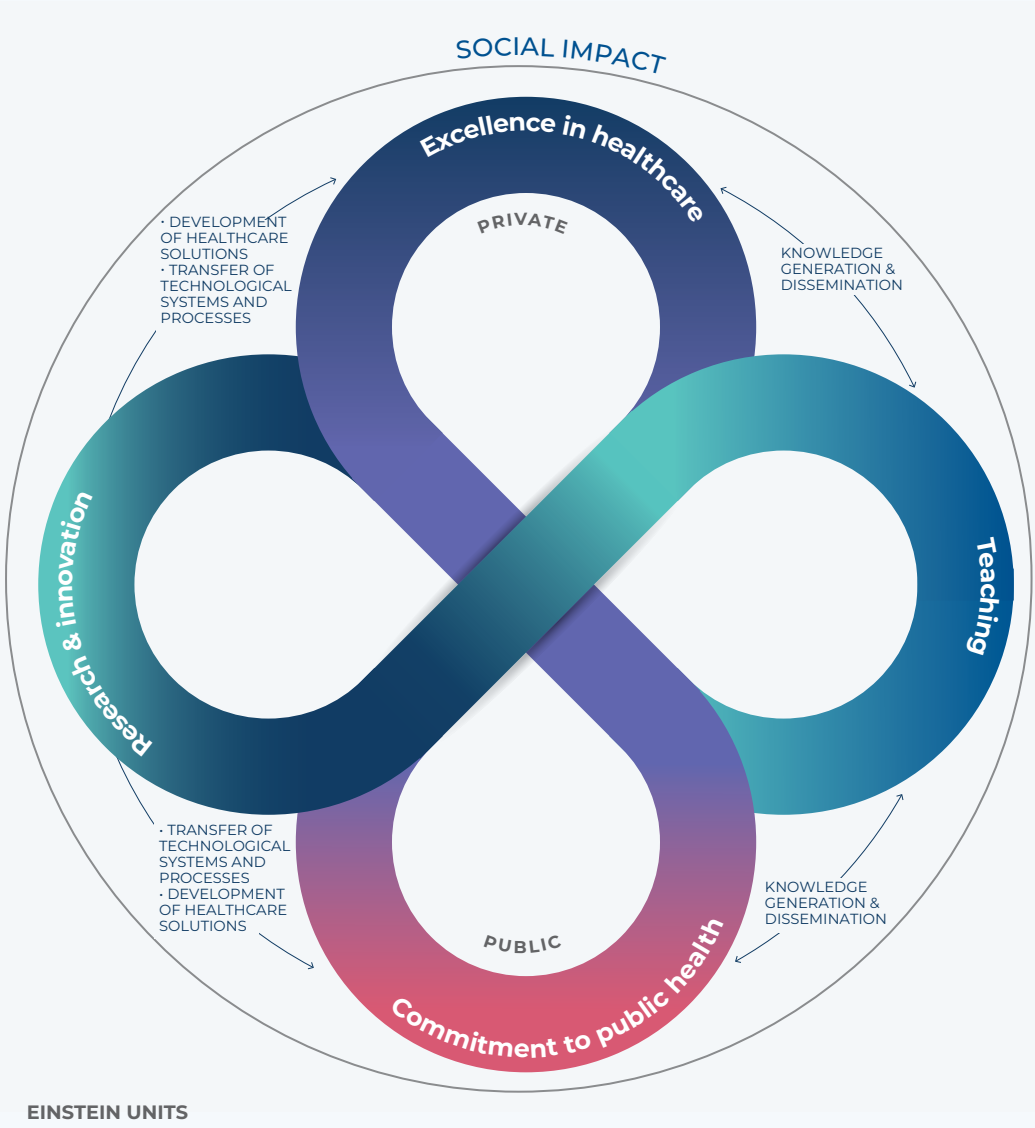 SOCIAL IMPACT
Excellence in healthcare
PRIVATE
• DEVELOPMENT
OF HEALTHCARE
SOLUTIONS
• TRANSFER OF
TECHNOLOGICAL
SYSTEMS AND
PROCESSES
KNOWLEDGE
GENERATION &
DISSEMINATION
Research & innovation
Teaching
• TRANSFER OF
TECHNOLOGICAL
SYSTEMS AND
PROCESSES
• DEVELOPMENT
OF HEALTHCARE
SOLUTIONS
KNOWLEDGE
GENERATION &
DISSEMINATION
PUBLIC
Commitment to public health
EINSTEIN UNITS